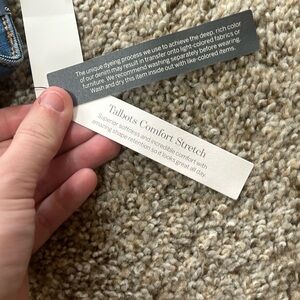 The unique dyeing process we use to achieve the deep, rich color
of our denim may result in transfer onto light-colored fabrics or
furniture. We recommend washing separately before wearing.
Wash and dry this item inside out with like-colored items.
Talbots Comfort Stretch
Superior softness and incredible comfort with
amazing shape retention so it looks great all day.